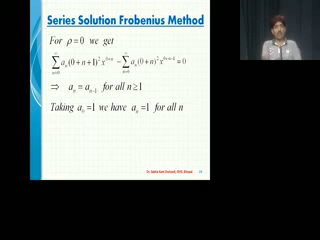 Series Solution Frobenius Method
For ρ=0 we get
∑_{n=0}^{∞} a_n(0+n+1)^2 x^{0+n} −∑_{n=0}^{∞} a_n(0+n)^2 x^{0+n-1}=0
⇒ a_n = a_{n-1} for all n≥1
Taking a_0=1 we have a_n=1 for all n